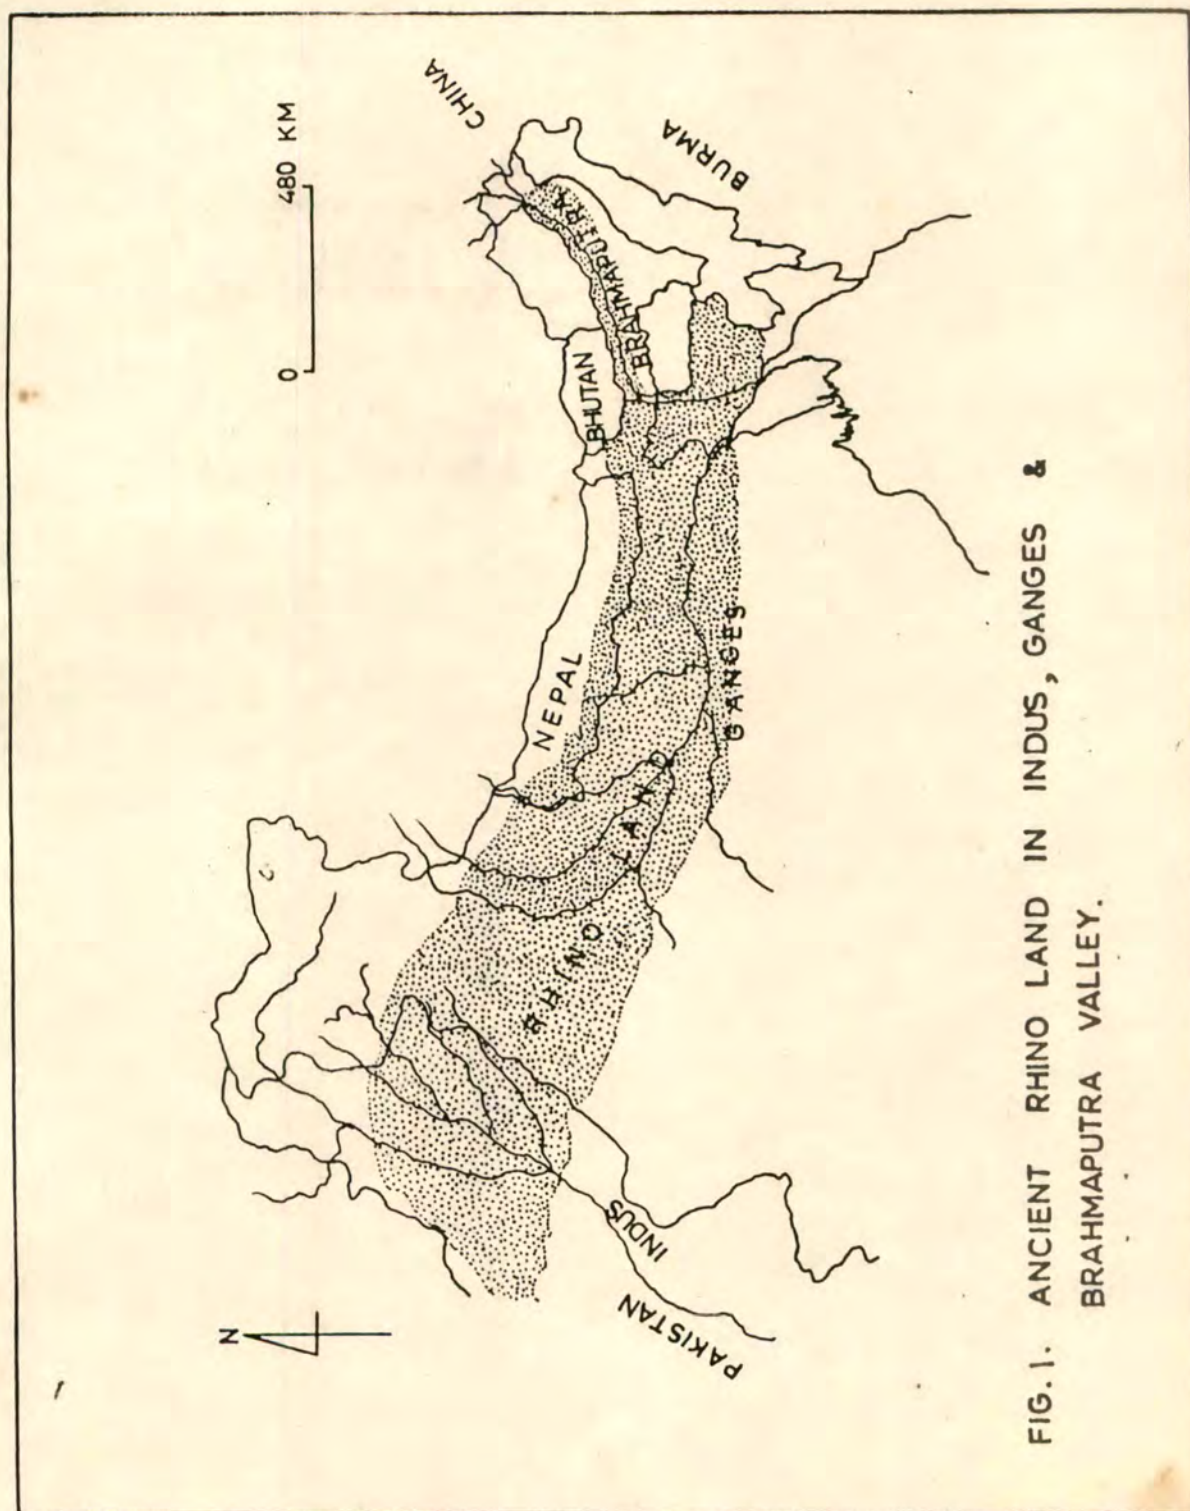 N
0 480 KM
CHINA
BHUTAN
BRAHMAPUTRA
BURMA
NEPAL
RHINO LAND
GANGES
INDUS
PAKISTAN
FIG. 1. ANCIENT RHINO LAND IN INDUS, GANGES &
BRAHMAPUTRA VALLEY.